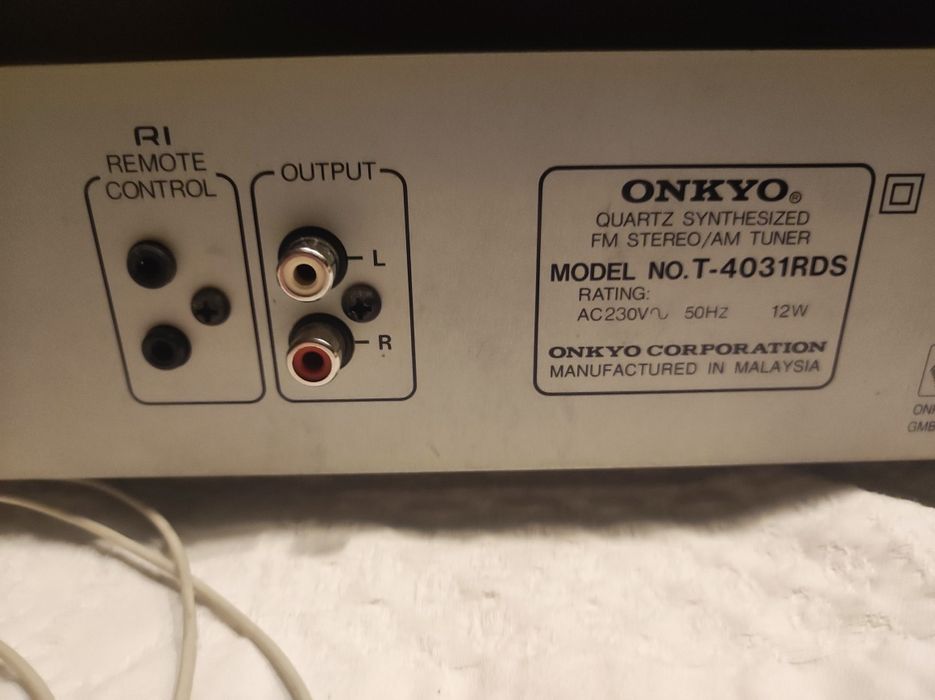 RI
REMOTE
CONTROL
OUTPUT
L
R
ONKYO®
QUARTZ SYNTHESIZED
FM STEREO/AM TUNER
MODEL NO. T-4031RDS
RATING:
AC230V∿ 50HZ 12W
ONKYO CORPORATION
MANUFACTURED IN MALAYSIA